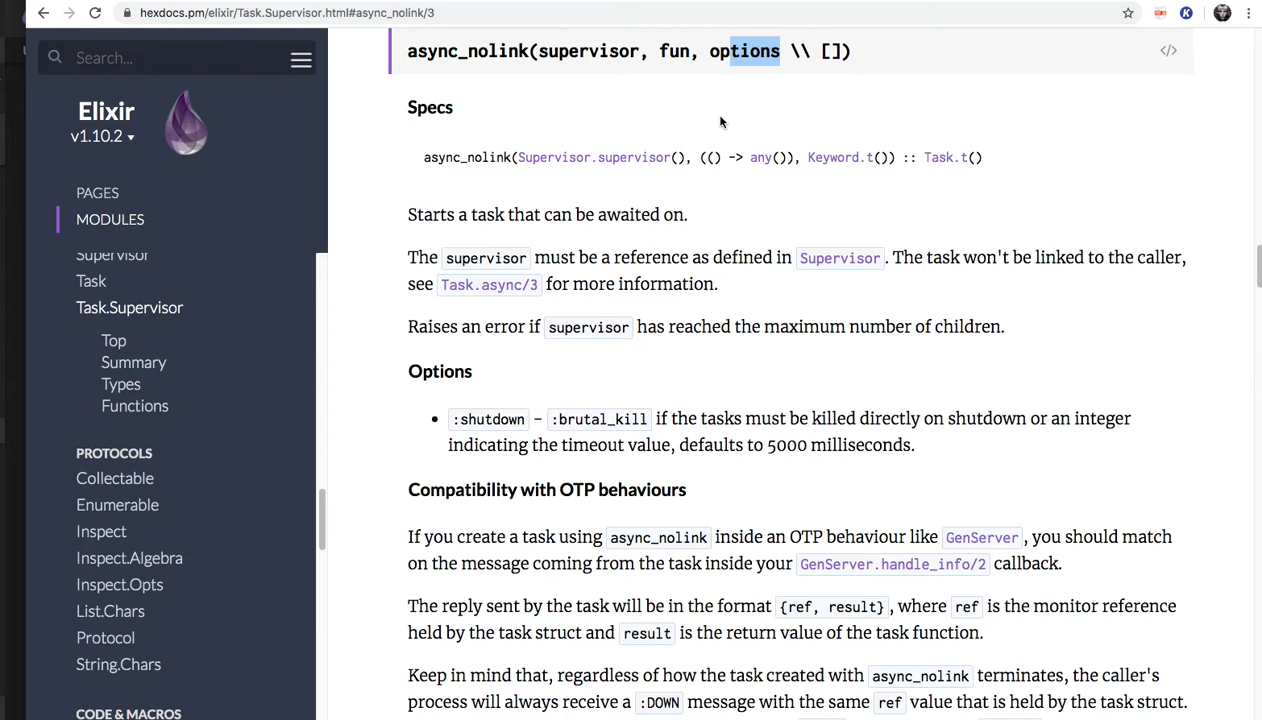 hexdocs.pm/elixir/Task.Supervisor.html#async_nolink/3
Search...
Elixir
v1.10.2
PAGES
MODULES
Supervisor
Task
Task.Supervisor
Top
Summary
Types
Functions
PROTOCOLS
Collectable
Enumerable
Inspect
Inspect.Algebra
Inspect.Opts
List.Chars
Protocol
String.Chars
CODE & MACROS
async_nolink(supervisor, fun, options \\ [])
</>
Specs
async_nolink(Supervisor.supervisor(), (() -> any()), Keyword.t()) :: Task.t()
Starts a task that can be awaited on.
The supervisor must be a reference as defined in Supervisor. The task won't be linked to the caller,
see Task.async/3 for more information.
Raises an error if supervisor has reached the maximum number of children.
Options
• :shutdown – :brutal_kill if the tasks must be killed directly on shutdown or an integer
indicating the timeout value, defaults to 5000 milliseconds.
Compatibility with OTP behaviours
If you create a task using async_nolink inside an OTP behaviour like GenServer, you should match
on the message coming from the task inside your GenServer.handle_info/2 callback.
The reply sent by the task will be in the format {ref, result}, where ref is the monitor reference
held by the task struct and result is the return value of the task function.
Keep in mind that, regardless of how the task created with async_nolink terminates, the caller's
process will always receive a :DOWN message with the same ref value that is held by the task struct.